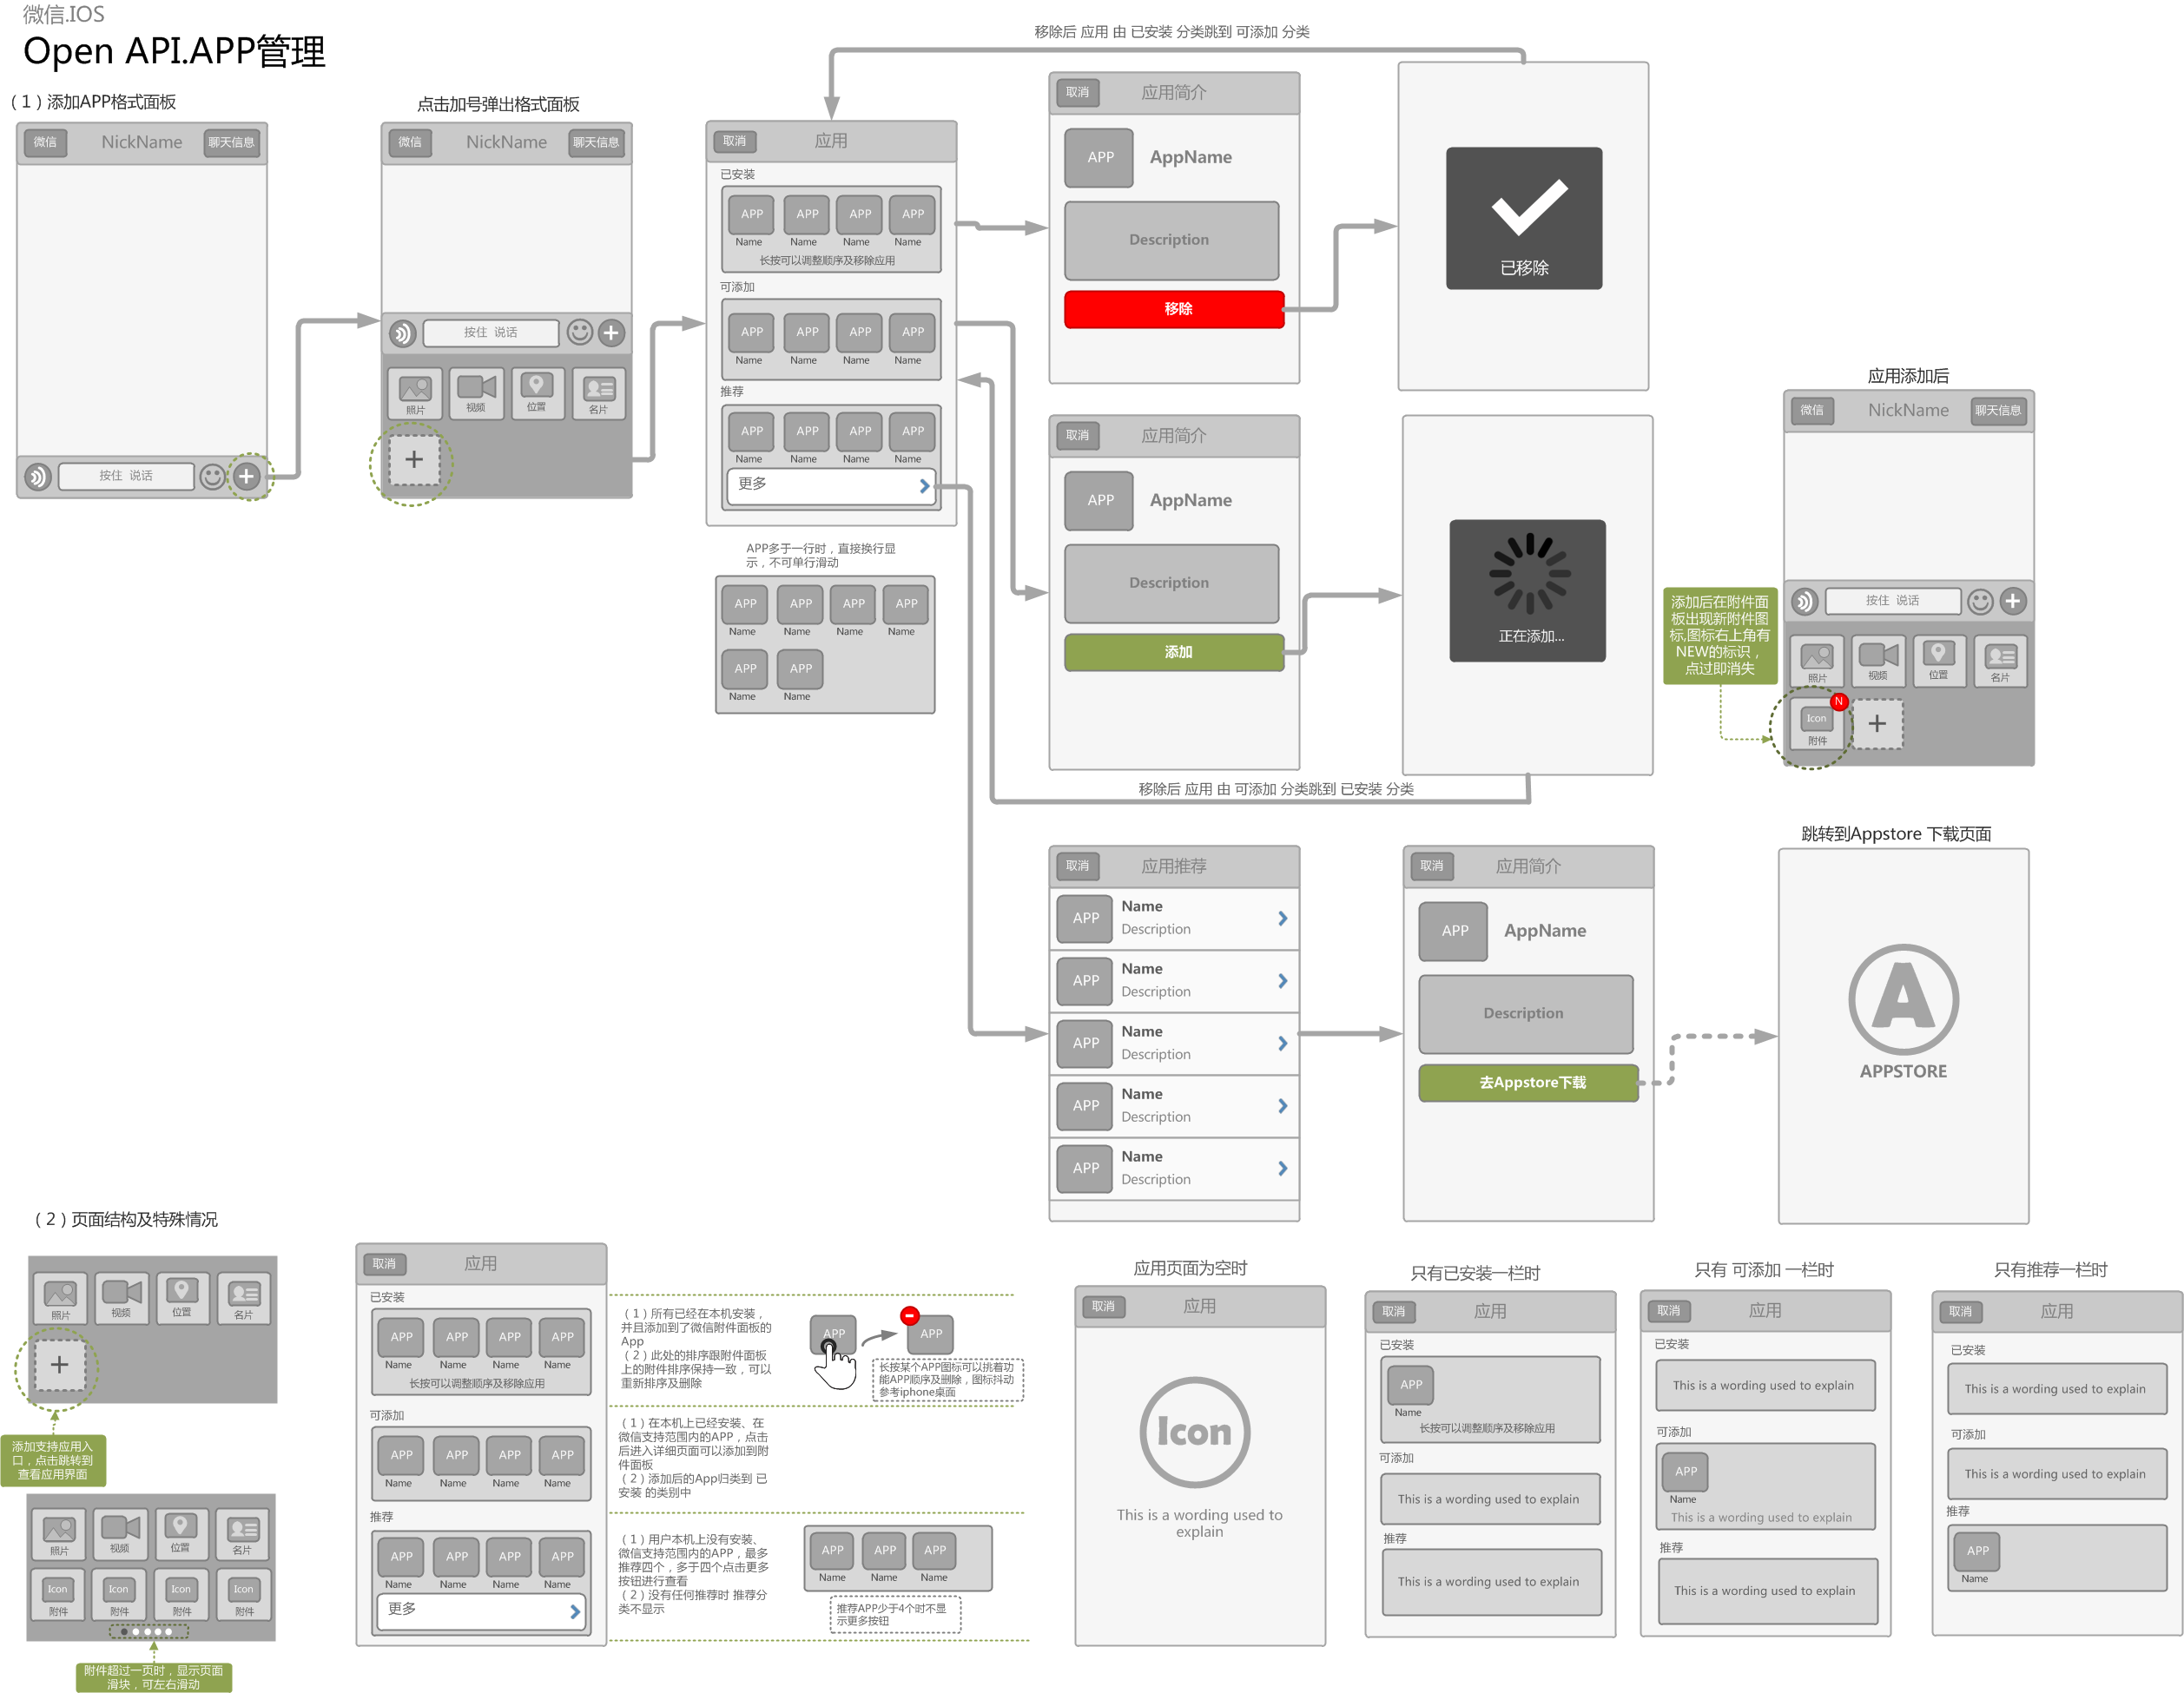 微信.IOS
Open API.APP管理
（1）添加APP格式面板
微信
NickName
聊天信息
按住 说话
点击加号弹出格式面板
微信
NickName
聊天信息
按住 说话
照片
视频
位置
名片
取消
应用
已安装
APP
APP
APP
APP
Name
Name
Name
Name
长按可以调整顺序及移除应用
可添加
APP
APP
APP
APP
Name
Name
Name
Name
推荐
APP
APP
APP
APP
Name
Name
Name
Name
更多
APP多于一行时，直接换行显
示，不可单行滑动
APP
APP
APP
APP
Name
Name
Name
Name
APP
APP
Name
Name
移除后 应用 由 已安装 分类跳到 可添加 分类
取消
应用简介
APP
AppName
Description
移除
已移除
取消
应用简介
APP
AppName
Description
添加
正在添加...
移除后 应用 由 可添加 分类跳到 已安装 分类
应用添加后
微信
NickName
聊天信息
按住 说话
照片
视频
位置
名片
Icon
N
附件
添加后在附件面
板出现新附件图
标,图标右上角有
NEW的标识，
点过即消失
取消
应用推荐
APP
Name
Description
APP
Name
Description
APP
Name
Description
APP
Name
Description
APP
Name
Description
取消
应用简介
APP
AppName
Description
去Appstore下载
跳转到Appstore 下载页面
A
APPSTORE
（2）页面结构及特殊情况
照片
视频
位置
名片
添加支持应用入
口，点击跳转到
查看应用界面
照片
视频
位置
名片
Icon
Icon
Icon
Icon
附件
附件
附件
附件
附件超过一页时，显示页面
滑块，可左右滑动
取消
应用
已安装
APP
APP
APP
APP
Name
Name
Name
Name
长按可以调整顺序及移除应用
可添加
APP
APP
APP
APP
Name
Name
Name
Name
推荐
APP
APP
APP
APP
Name
Name
Name
Name
更多
（1）所有已经在本机安装，
并且添加到了微信附件面板的
App
（2）此处的排序跟附件面板
上的附件排序保持一致，可以
重新排序及删除
APP
APP
长按某个APP图标可以挑着功
能APP顺序及删除，图标抖动
参考iphone桌面
（1）在本机上已经安装、在
微信支持范围内的APP，点击
后进入详细页面可以添加到附
件面板
（2）添加后的App归类到 已
安装 的类别中
（1）用户本机上没有安装、
微信支持范围内的APP，最多
推荐四个，多于四个点击更多
按钮进行查看
（2）没有任何推荐时 推荐分
类不显示
APP
APP
APP
Name
Name
Name
推荐APP少于4个时不显
示更多按钮
应用页面为空时
取消
应用
Icon
This is a wording used to
explain
只有已安装一栏时
取消
应用
已安装
APP
Name
长按可以调整顺序及移除应用
可添加
This is a wording used to explain
推荐
This is a wording used to explain
只有 可添加 一栏时
取消
应用
已安装
This is a wording used to explain
可添加
APP
Name
This is a wording used to explain
推荐
This is a wording used to explain
只有推荐一栏时
取消
应用
已安装
This is a wording used to explain
可添加
This is a wording used to explain
推荐
APP
Name